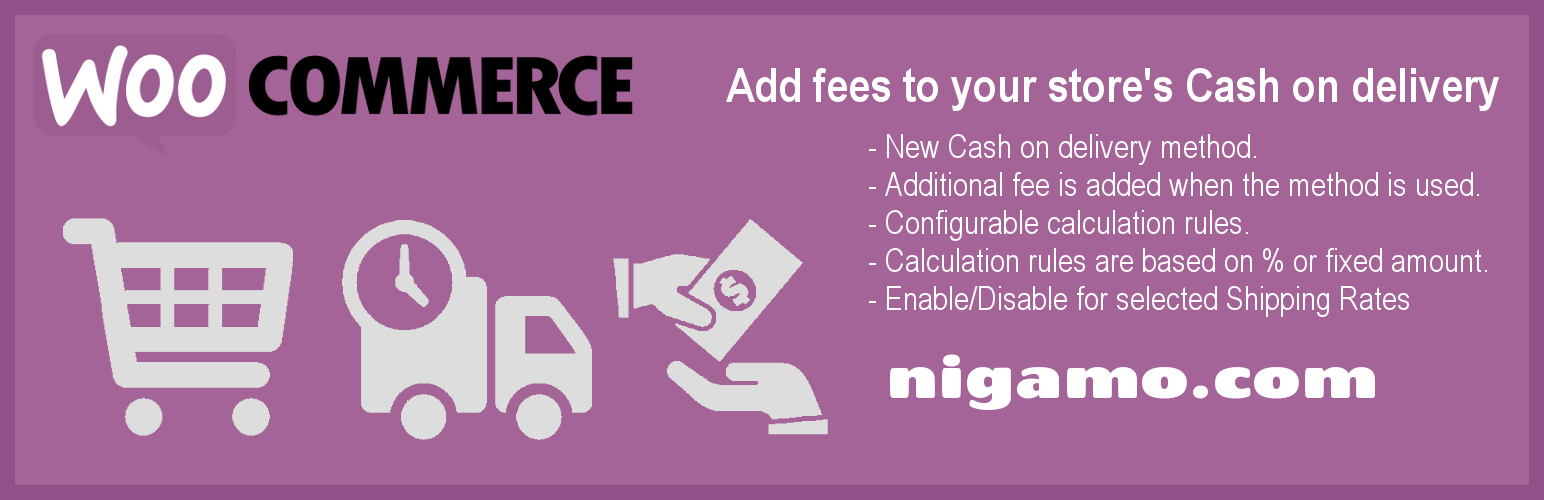 WOO COMMERCE
Add fees to your store's Cash on delivery
- New Cash on delivery method.
- Additional fee is added when the method is used.
- Configurable calculation rules.
- Calculation rules are based on % or fixed amount.
- Enable/Disable for selected Shipping Rates
$
nigamo.com